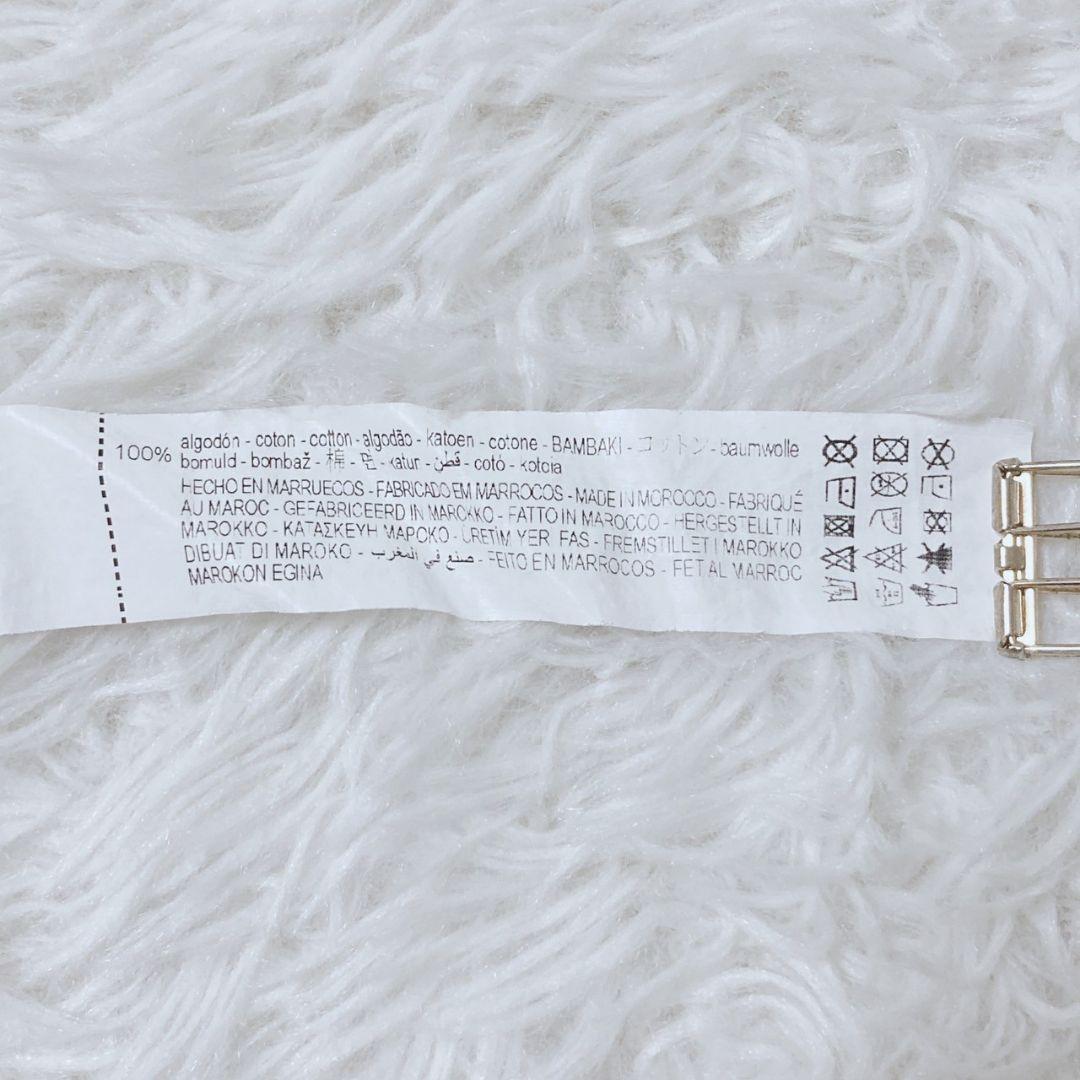 100% algodón - coton - cotton - algodão - katoen - cotone - BAMBAKI - コットン - baumwolle
bomuld - bombaž - 棉 - 면 - katur - قطن - cotó - kotoia
HECHO EN MARRUECOS - FABRICADO EM MARROCOS - MADE IN MOROCCO - FABRIQUÉ
AU MAROC - GEFABRICEERD IN MAROKKO - FATTO IN MAROCCO - HERGESTELLT IN
MAROKKO - ΚΑΤΑΣΚΕΥΗ ΜΑΡΟΚΟ - ÜRETİM YERİ FAS - FREMSTILLET I MAROKKO
DIBUAT DI MAROKO - صنع في المغرب - FEITO EN MARROCOS - FET AL MARROC
MAROKON EGINA